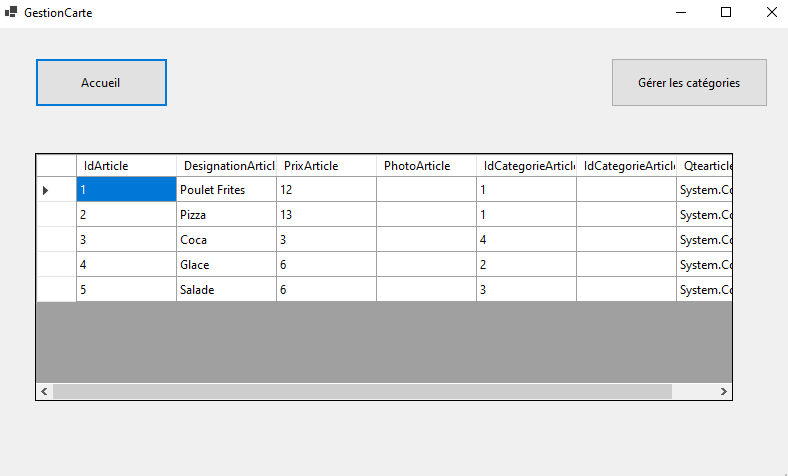 GestionCarte
Accueil Gérer les catégories
IdArticle DesignationArticl PrixArticle PhotoArticle IdCategorieArticle IdCategorieArticl Qtearticle
1 Poulet Frites 12 1 System.Co
2 Pizza 13 1 System.Co
3 Coca 3 4 System.Co
4 Glace 6 2 System.Co
5 Salade 6 3 System.Co